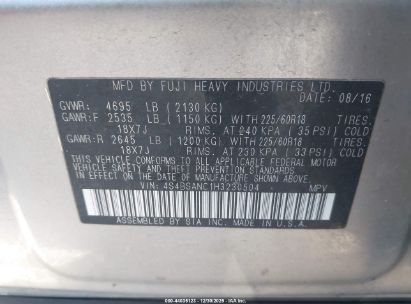 MFD BY FUJI HEAVY INDUSTRIES LTD.
DATE: 08/16
GVWR: 4695 LB (2130 KG)
GAWR:F 2535 LB (1150 KG) WITH 225/60R18 TIRES.
18X7J RIMS. AT 240 KPA (35 PSI) COLD
GAWR:R 2645 LB (1200 KG) WITH 225/60R18 TIRES.
18X7J RIMS. AT 230 KPA (33 PSI) COLD
THIS VEHICLE CONFORMS TO ALL APPLICABLE FEDERAL MOTOR
VEHICLE SAFETY AND THEFT PREVENTION STANDARDS
IN EFFECT ON THE DATE OF MANUFACTURE SHOWN ABOVE.
VIN: 4S4BSANC1H3230504 MPV
ASSEMBLED BY SIA INC. IN U.S.A.